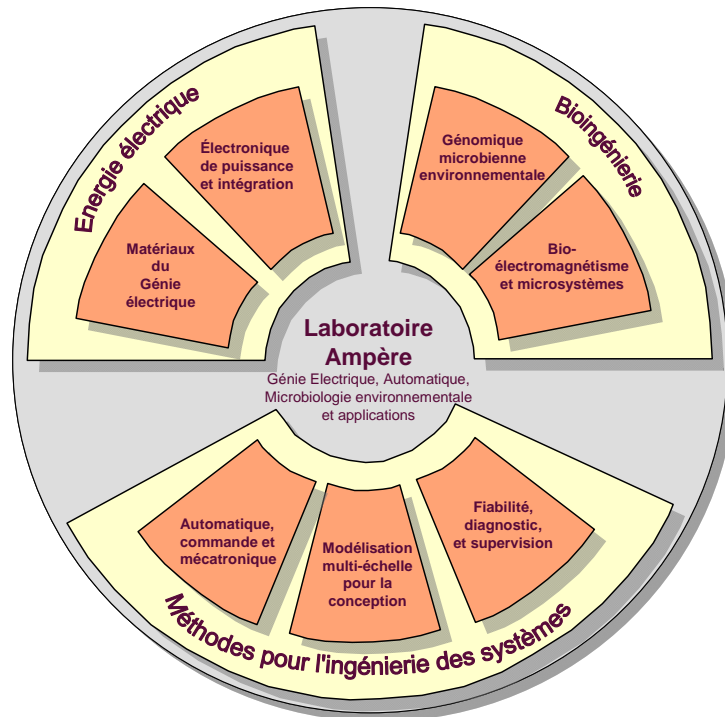 Energie électrique
Électronique
de puissance
et intégration
Matériaux
du
Génie
électrique
Bioingénierie
Génomique
microbienne
environnementale
Bio-
électromagnétisme
et microsystèmes
Laboratoire
Ampère
Génie Electrique, Automatique,
Microbiologie environnementale
et applications
Automatique,
commande et
mécatronique
Modélisation
multi-échelle
pour la
conception
Fiabilité,
diagnostic,
et supervision
Méthodes pour l'ingénierie des systèmes